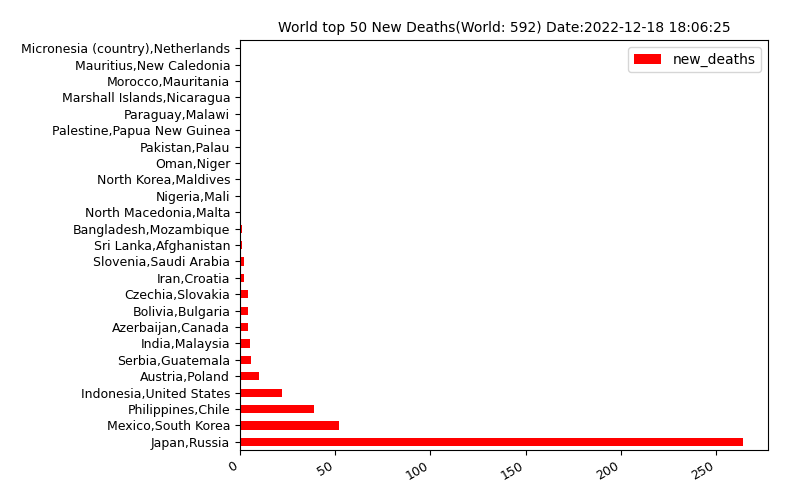 World top 50 New Deaths(World: 592) Date:2022-12-18 18:06:25
new_deaths
Micronesia (country),Netherlands
Mauritius,New Caledonia
Morocco,Mauritania
Marshall Islands,Nicaragua
Paraguay,Malawi
Palestine,Papua New Guinea
Pakistan,Palau
Oman,Niger
North Korea,Maldives
Nigeria,Mali
North Macedonia,Malta
Bangladesh,Mozambique
Sri Lanka,Afghanistan
Slovenia,Saudi Arabia
Iran,Croatia
Czechia,Slovakia
Bolivia,Bulgaria
Azerbaijan,Canada
India,Malaysia
Serbia,Guatemala
Austria,Poland
Indonesia,United States
Philippines,Chile
Mexico,South Korea
Japan,Russia
0 50 100 150 200 250